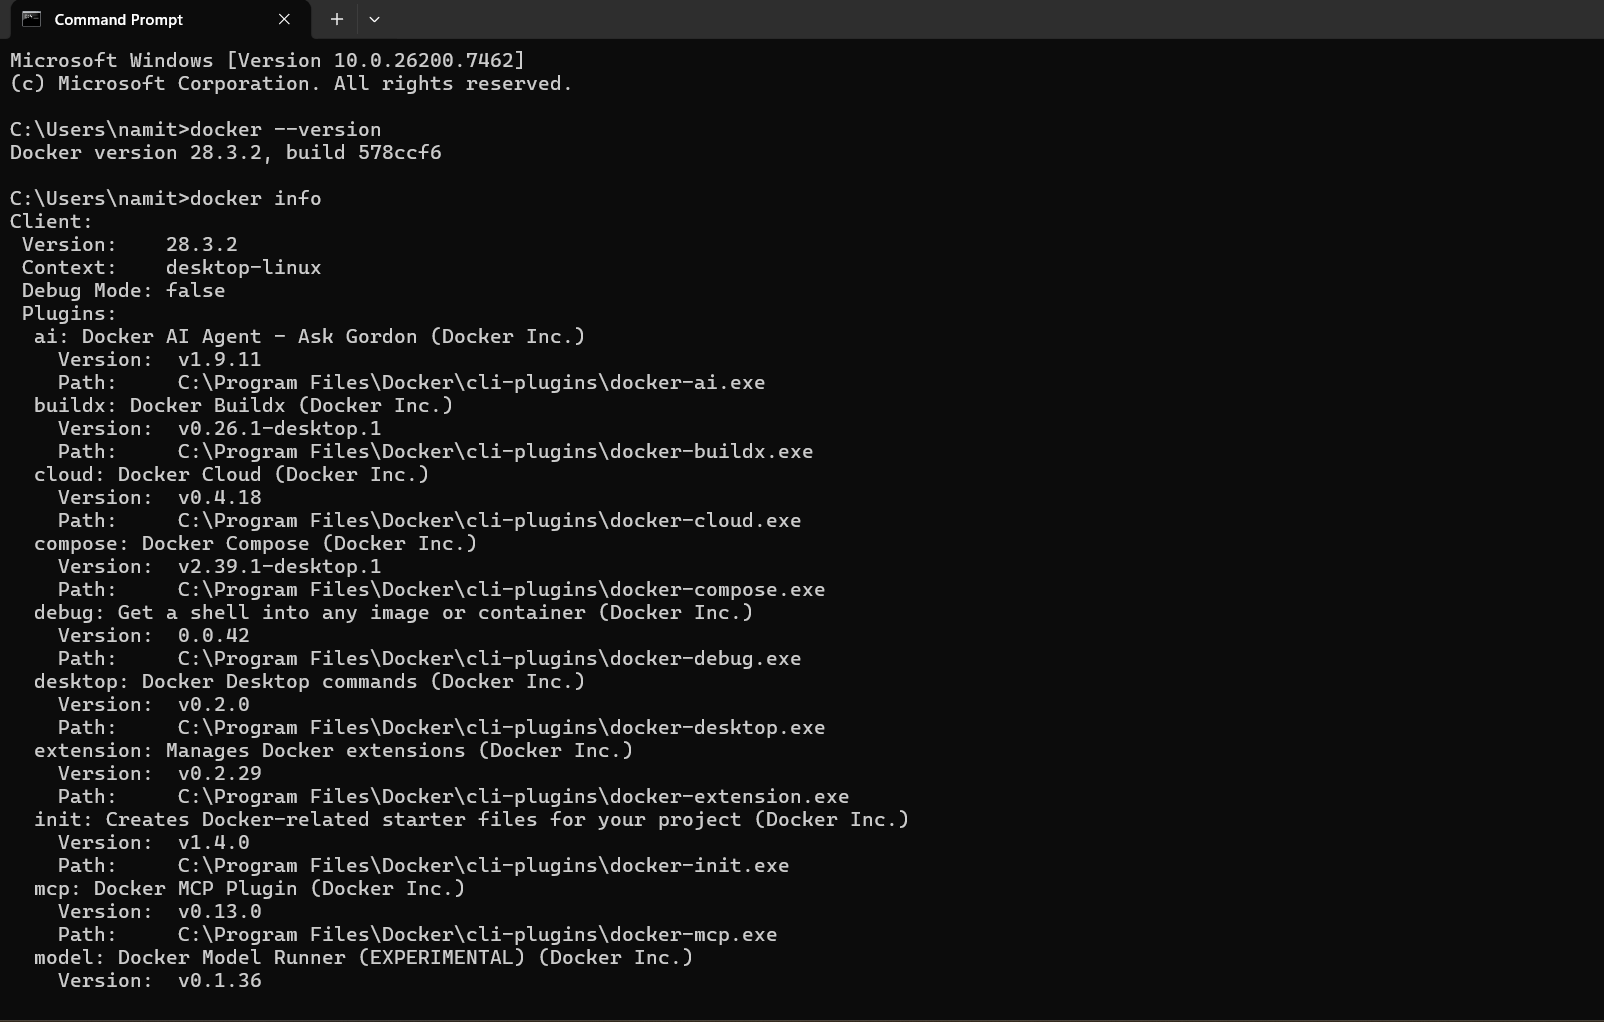 Command Prompt
Microsoft Windows [Version 10.0.26200.7462]
(c) Microsoft Corporation. All rights reserved.
C:\Users\namit>docker --version
Docker version 28.3.2, build 578ccf6
C:\Users\namit>docker info
Client:
 Version:    28.3.2
 Context:    desktop-linux
 Debug Mode: false
 Plugins:
  ai: Docker AI Agent - Ask Gordon (Docker Inc.)
    Version:  v1.9.11
    Path:     C:\Program Files\Docker\cli-plugins\docker-ai.exe
  buildx: Docker Buildx (Docker Inc.)
    Version:  v0.26.1-desktop.1
    Path:     C:\Program Files\Docker\cli-plugins\docker-buildx.exe
  cloud: Docker Cloud (Docker Inc.)
    Version:  v0.4.18
    Path:     C:\Program Files\Docker\cli-plugins\docker-cloud.exe
  compose: Docker Compose (Docker Inc.)
    Version:  v2.39.1-desktop.1
    Path:     C:\Program Files\Docker\cli-plugins\docker-compose.exe
  debug: Get a shell into any image or container (Docker Inc.)
    Version:  0.0.42
    Path:     C:\Program Files\Docker\cli-plugins\docker-debug.exe
  desktop: Docker Desktop commands (Docker Inc.)
    Version:  v0.2.0
    Path:     C:\Program Files\Docker\cli-plugins\docker-desktop.exe
  extension: Manages Docker extensions (Docker Inc.)
    Version:  v0.2.29
    Path:     C:\Program Files\Docker\cli-plugins\docker-extension.exe
  init: Creates Docker-related starter files for your project (Docker Inc.)
    Version:  v1.4.0
    Path:     C:\Program Files\Docker\cli-plugins\docker-init.exe
  mcp: Docker MCP Plugin (Docker Inc.)
    Version:  v0.13.0
    Path:     C:\Program Files\Docker\cli-plugins\docker-mcp.exe
  model: Docker Model Runner (EXPERIMENTAL) (Docker Inc.)
    Version:  v0.1.36